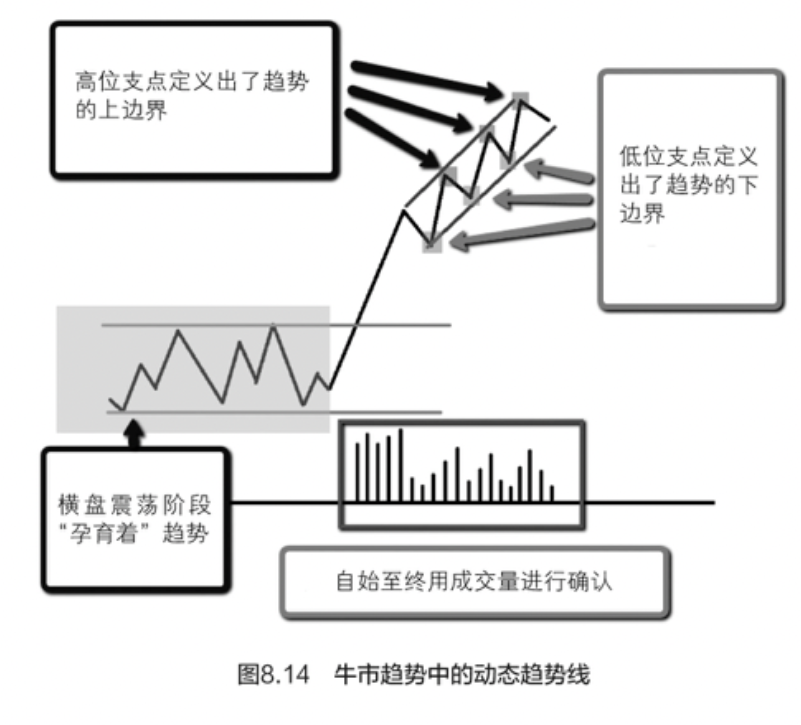 高位支点定义出了趋势
的上边界
低位支点定义
出了趋势的下
边界
横盘震荡阶段
“孕育着”趋势
自始至终用成交量进行确认
图8.14 牛市趋势中的动态趋势线